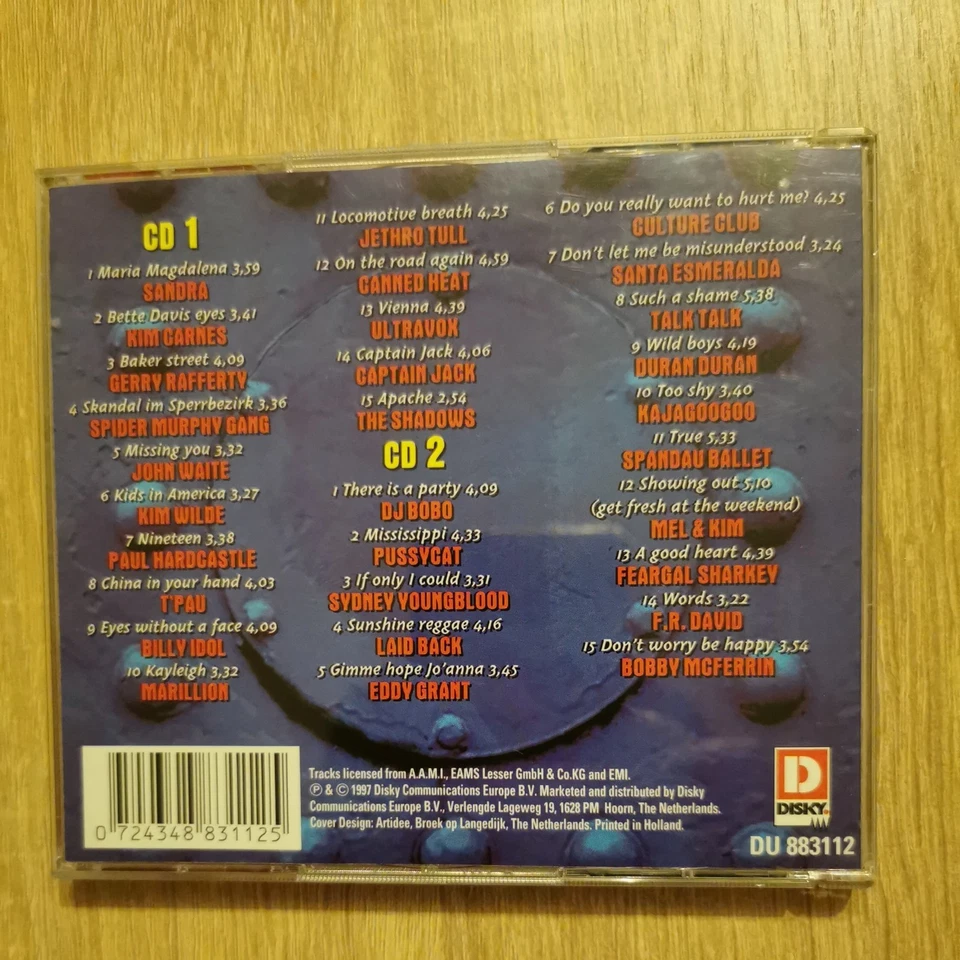 CD 1
1 Maria Magdalena 3,59
SANDRA
2 Bette Davis eyes 3,41
KIM CARNES
3 Baker street 4,09
GERRY RAFFERTY
4 Skandal im Sperrbezirk 3,36
SPIDER MURPHY GANG
5 Missing you 3,32
JOHN WAITE
6 Kids in America 3,27
KIM WILDE
7 Nineteen 3,38
PAUL HARDCASTLE
8 China in your hand 4,03
T'PAU
9 Eyes without a face 4,09
BILLY IDOL
10 Kayleigh 3,32
MARILLION
11 Locomotive breath 4,25
JETHRO TULL
12 On the road again 4,59
CANNED HEAT
13 Vienna 4,39
ULTRAVOX
14 Captain Jack 4,06
CAPTAIN JACK
15 Apache 2,54
THE SHADOWS
CD 2
1 There is a party 4,09
DJ BOBO
2 Mississippi 4,33
PUSSYCAT
3 If only I could 3,31
SYDNEY YOUNGBLOOD
4 Sunshine reggae 4,16
LAID BACK
5 Gimme hope Jo'anna 3,45
EDDY GRANT
6 Do you really want to hurt me? 4,25
CULTURE CLUB
7 Don't let me be misunderstood 3,24
SANTA ESMERALDA
8 Such a shame 5,38
TALK TALK
9 Wild boys 4,19
DURAN DURAN
10 Too shy 3,40
KAJAGOOGOO
11 True 5,33
SPANDAU BALLET
12 Showing out 5,10
(get fresh at the weekend)
MEL & KIM
13 A good heart 4,39
FEARGAL SHARKEY
14 Words 3,22
F.R. DAVID
15 Don't worry be happy 3,54
BOBBY MCFERRIN
0 724348 831125
Tracks licensed from A.A.M.I., EAMS Lesser GmbH & Co.KG and EMI.
℗ & © 1997 Disky Communications Europe B.V. Marketed and distributed by Disky
Communications Europe B.V., Verlengde Lageweg 19, 1628 PM Hoorn, The Netherlands.
Cover Design: Artidee, Broek op Langedijk, The Netherlands. Printed in Holland.
D
DISKY
DU 883112